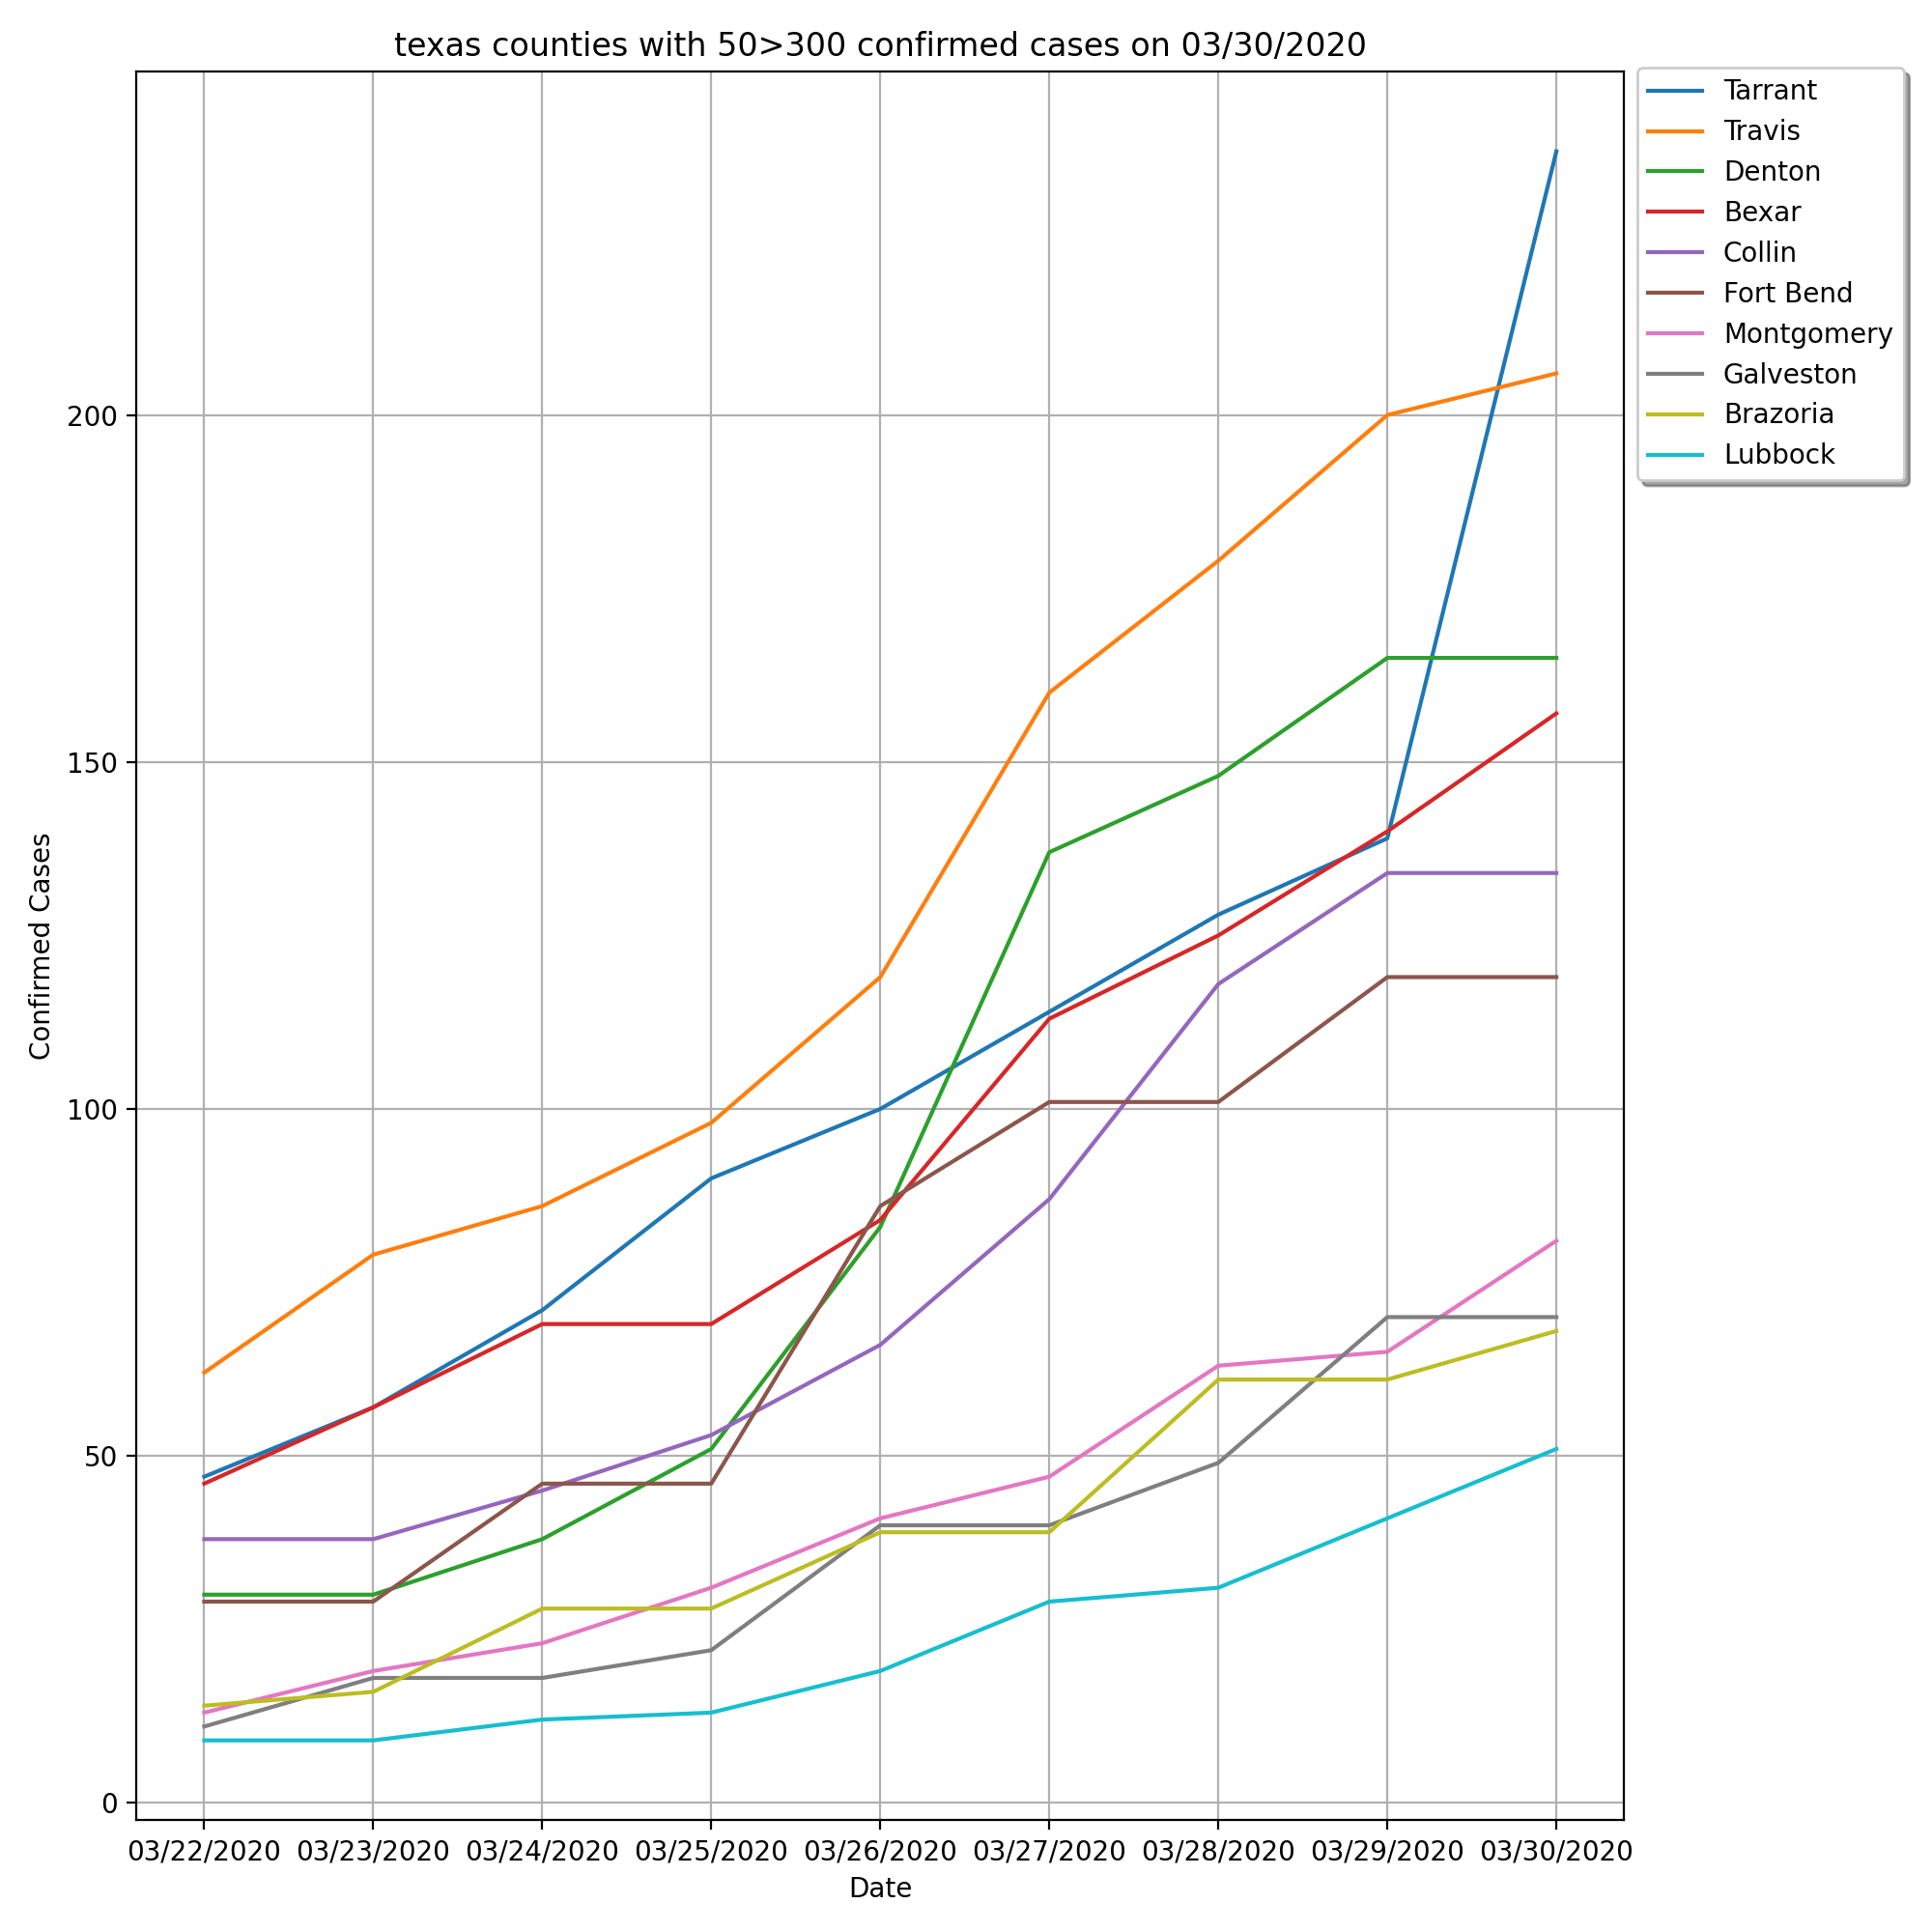 texas counties with 50>300 confirmed cases on 03/30/2020
Tarrant
Travis
Denton
Bexar
Collin
Fort Bend
Montgomery
Galveston
Brazoria
Lubbock
200
150
100
50
0
Confirmed Cases
03/22/2020 03/23/2020 03/24/2020 03/25/2020 03/26/2020 03/27/2020 03/28/2020 03/29/2020 03/30/2020
Date